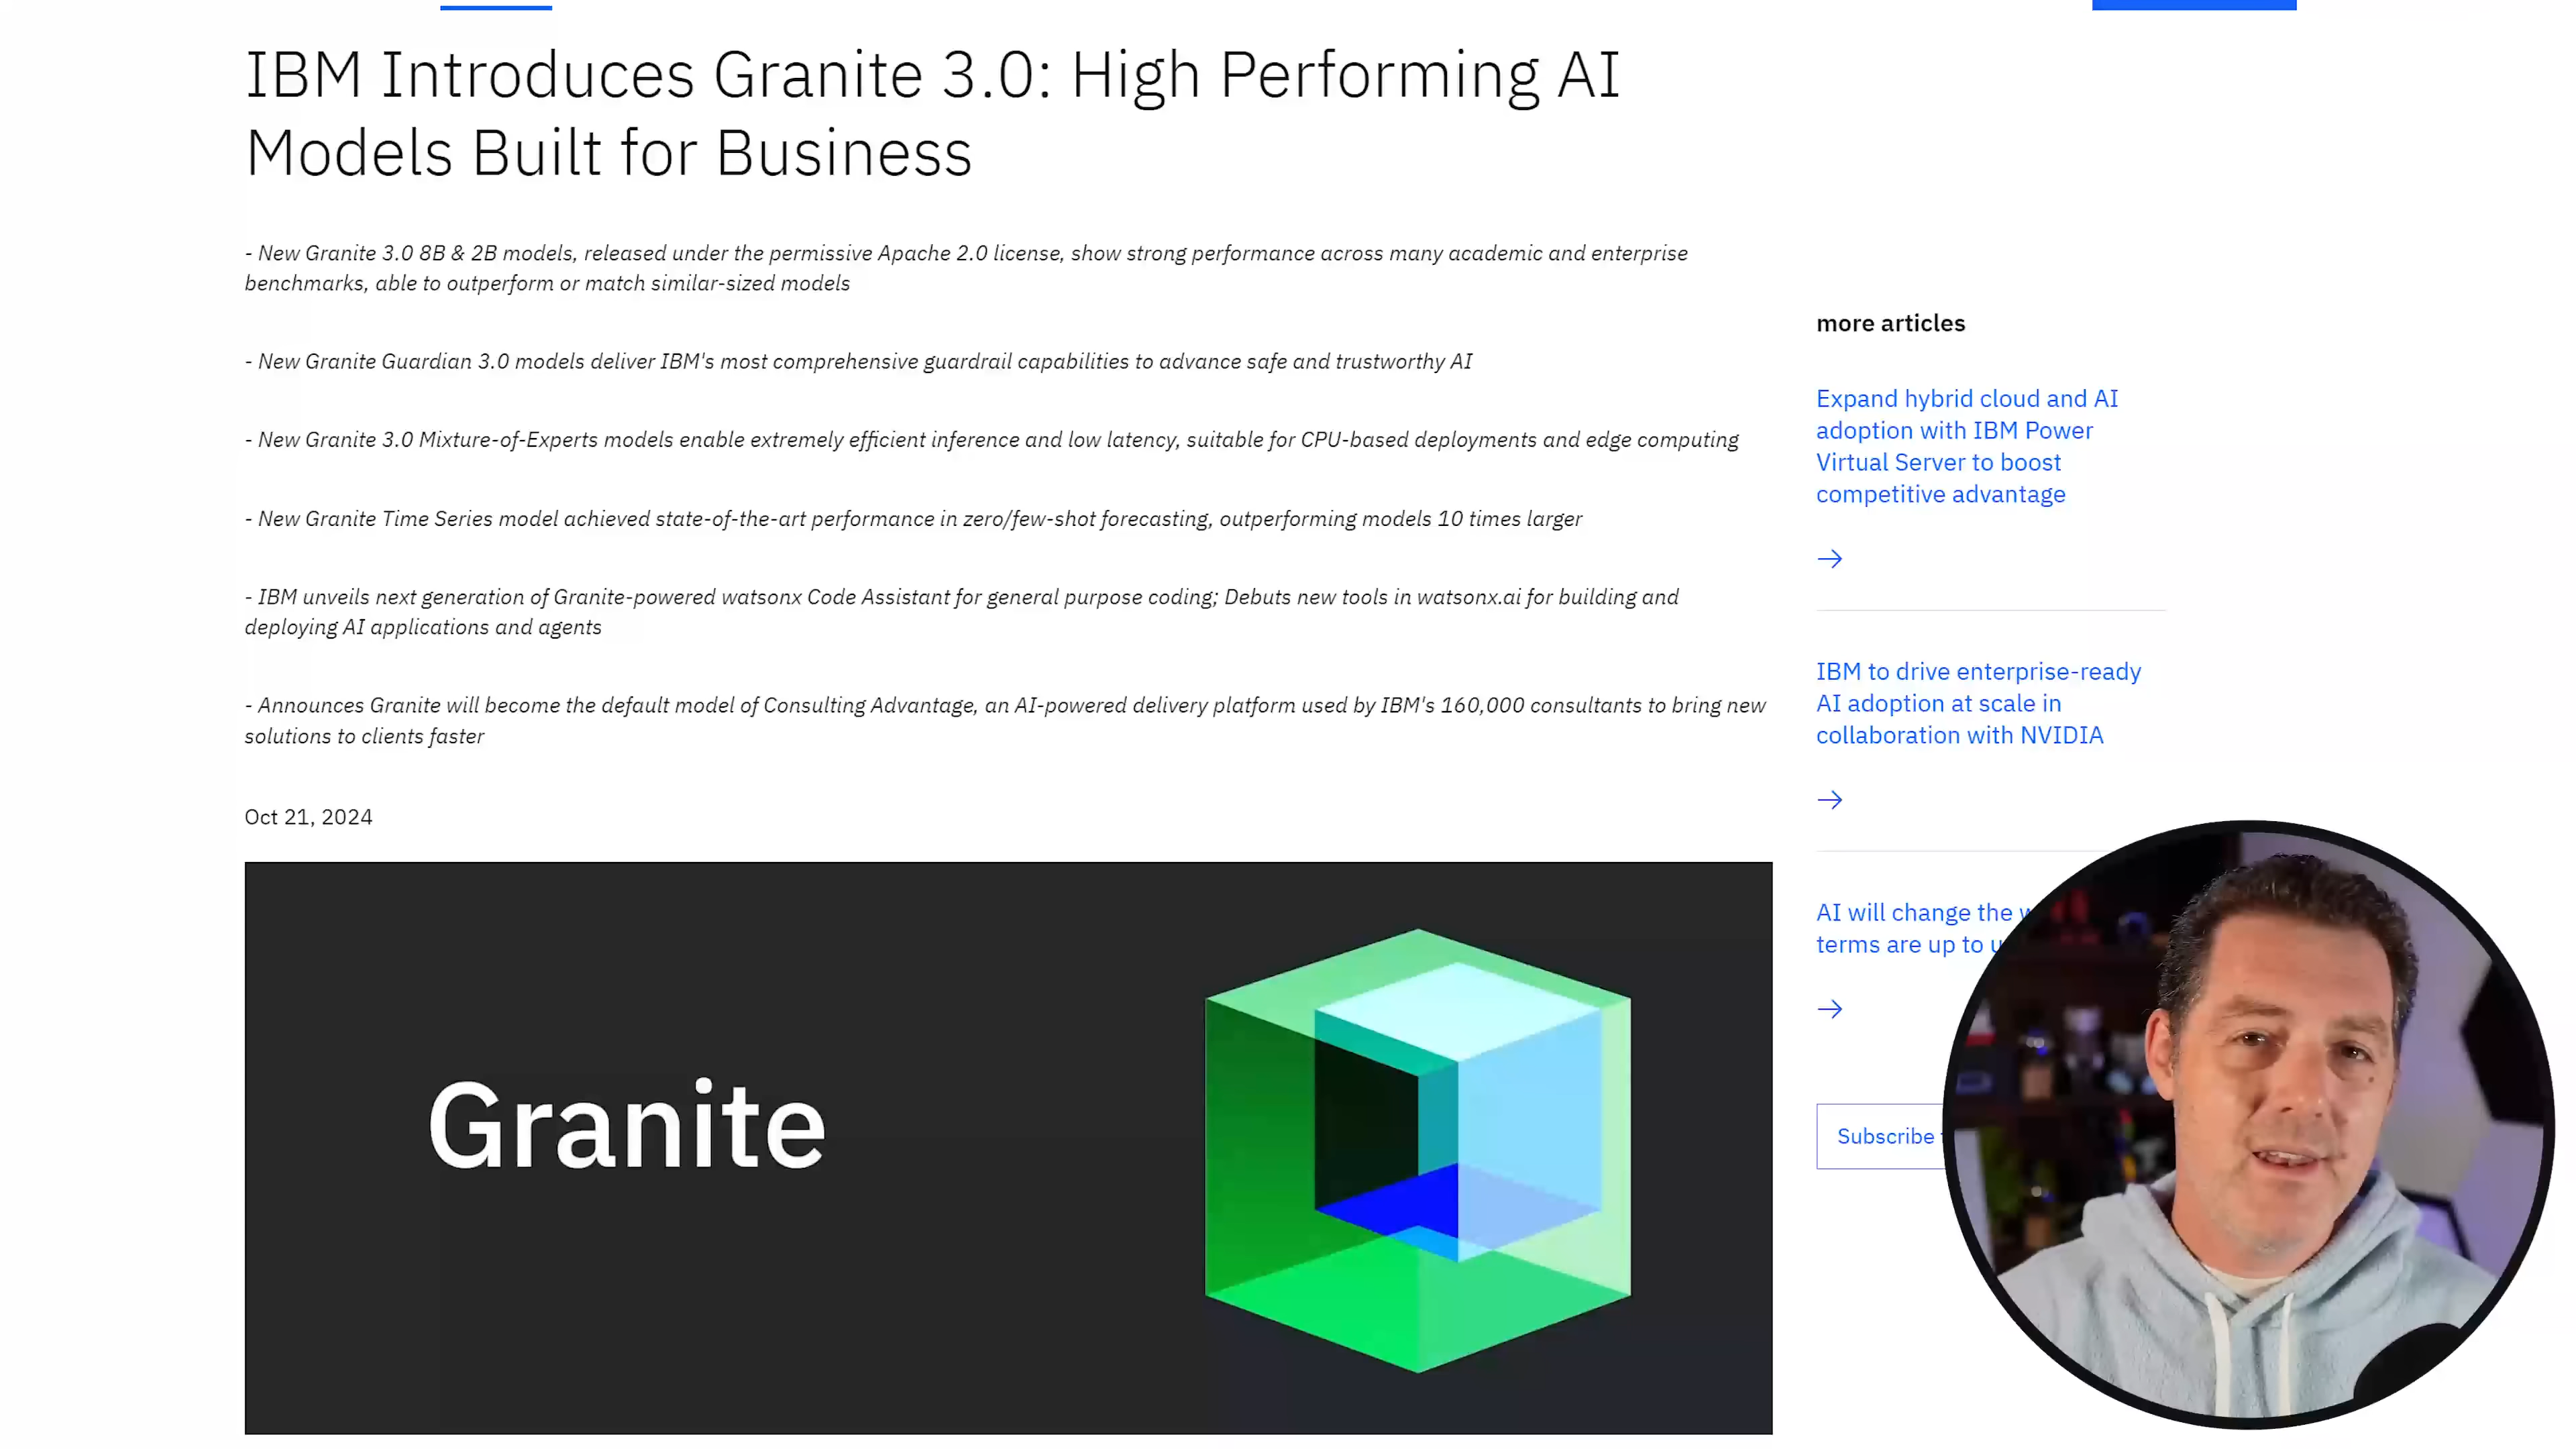 IBM Introduces Granite 3.0: High Performing AI
Models Built for Business
- New Granite 3.0 8B & 2B models, released under the permissive Apache 2.0 license, show strong performance across many academic and enterprise
benchmarks, able to outperform or match similar-sized models
- New Granite Guardian 3.0 models deliver IBM's most comprehensive guardrail capabilities to advance safe and trustworthy AI
- New Granite 3.0 Mixture-of-Experts models enable extremely efficient inference and low latency, suitable for CPU-based deployments and edge computing
- New Granite Time Series model achieved state-of-the-art performance in zero/few-shot forecasting, outperforming models 10 times larger
- IBM unveils next generation of Granite-powered watsonx Code Assistant for general purpose coding; Debuts new tools in watsonx.ai for building and
deploying AI applications and agents
- Announces Granite will become the default model of Consulting Advantage, an AI-powered delivery platform used by IBM's 160,000 consultants to bring new
solutions to clients faster
Oct 21, 2024
Granite
more articles
Expand hybrid cloud and AI
adoption with IBM Power
Virtual Server to boost
competitive advantage
IBM to drive enterprise-ready
AI adoption at scale in
collaboration with NVIDIA
AI will change the
terms are up to
Subscribe